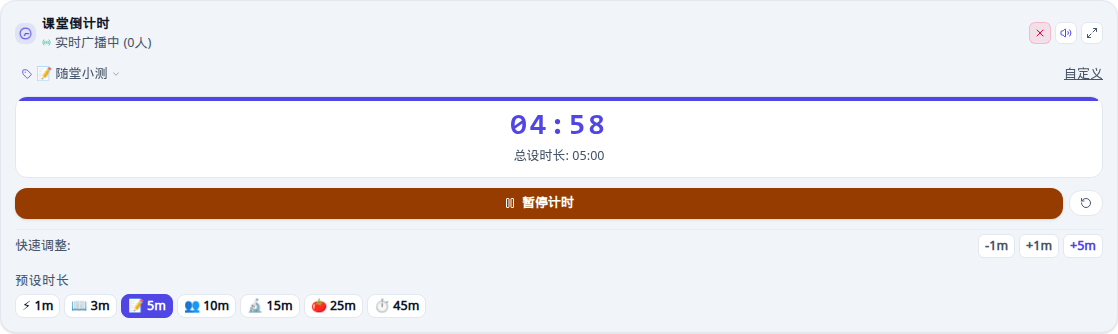 课堂倒计时
实时广播中 (0人)
📝 随堂小测
自定义
04:58
总设时长: 05:00
暂停计时
快速调整:
-1m +1m +5m
预设时长
⚡ 1m 📖 3m 📝 5m 👥 10m 🔬 15m 🍅 25m ⏱️ 45m